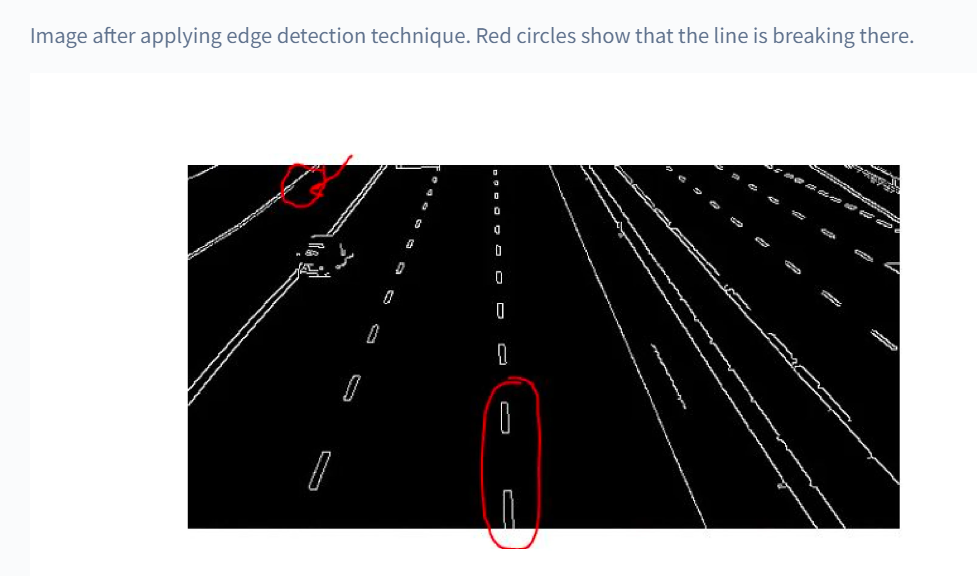 Image after applying edge detection technique. Red circles show that the line is breaking there.